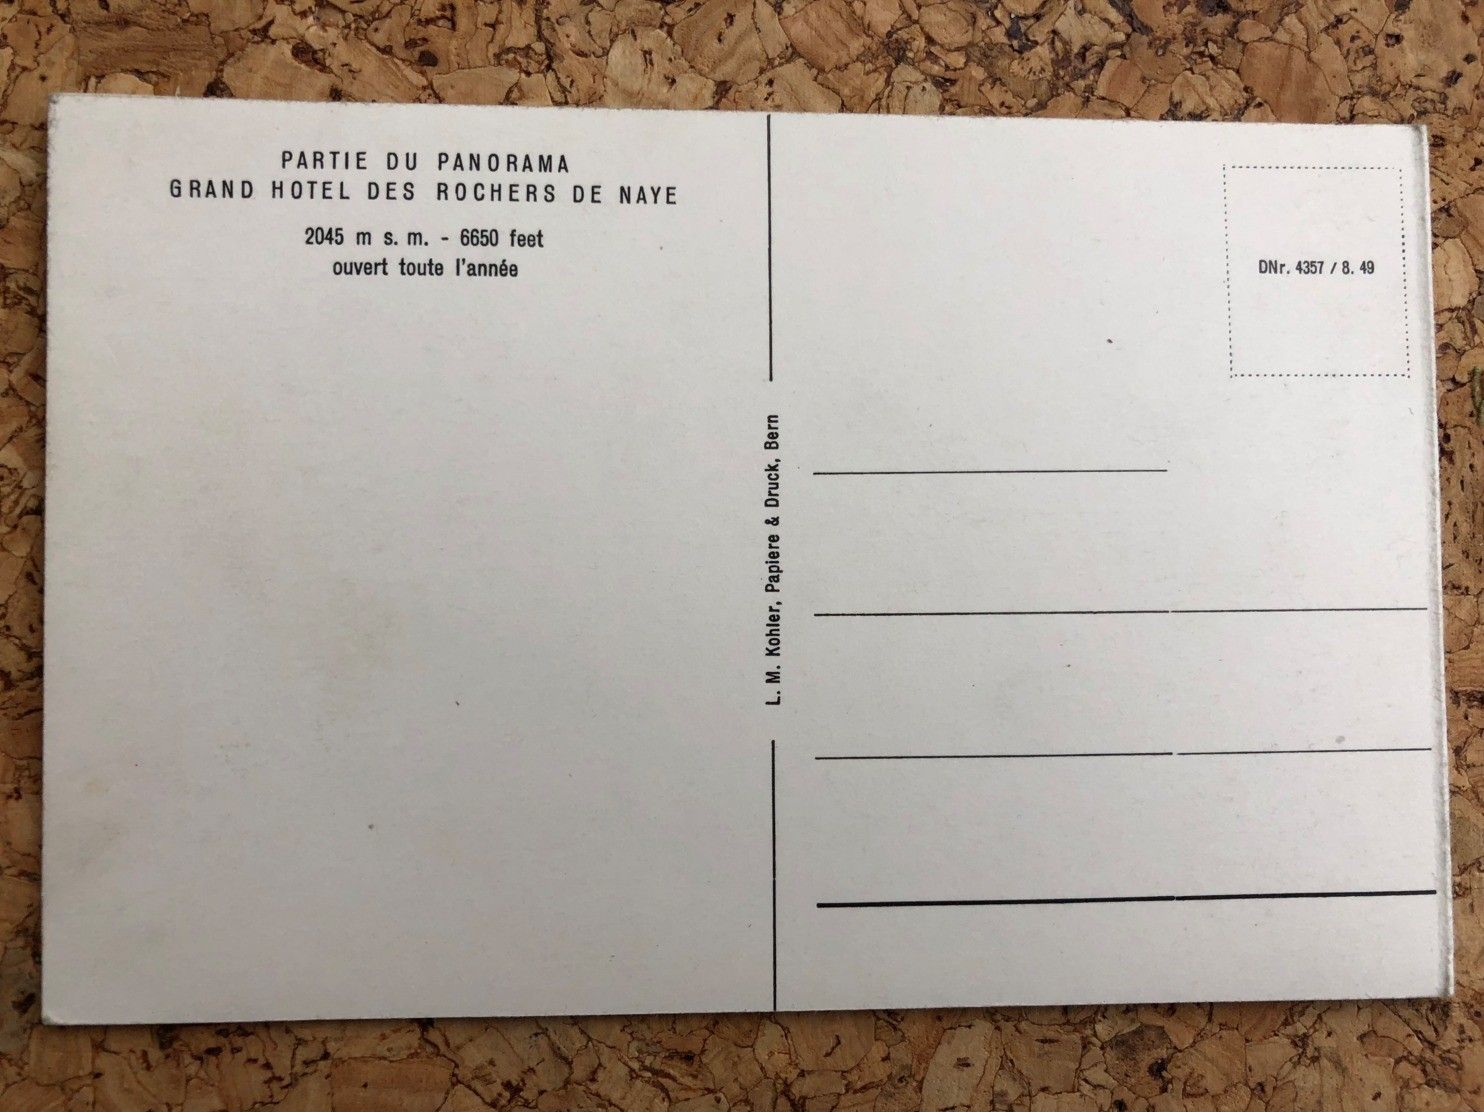 PARTIE DU PANORAMA
GRAND HOTEL DES ROCHERS DE NAYE
2045 m s. m. - 6650 feet
ouvert toute l'année
L. M. Kohler, Papiere & Druck, Bern
DNr. 4357 / 8. 49